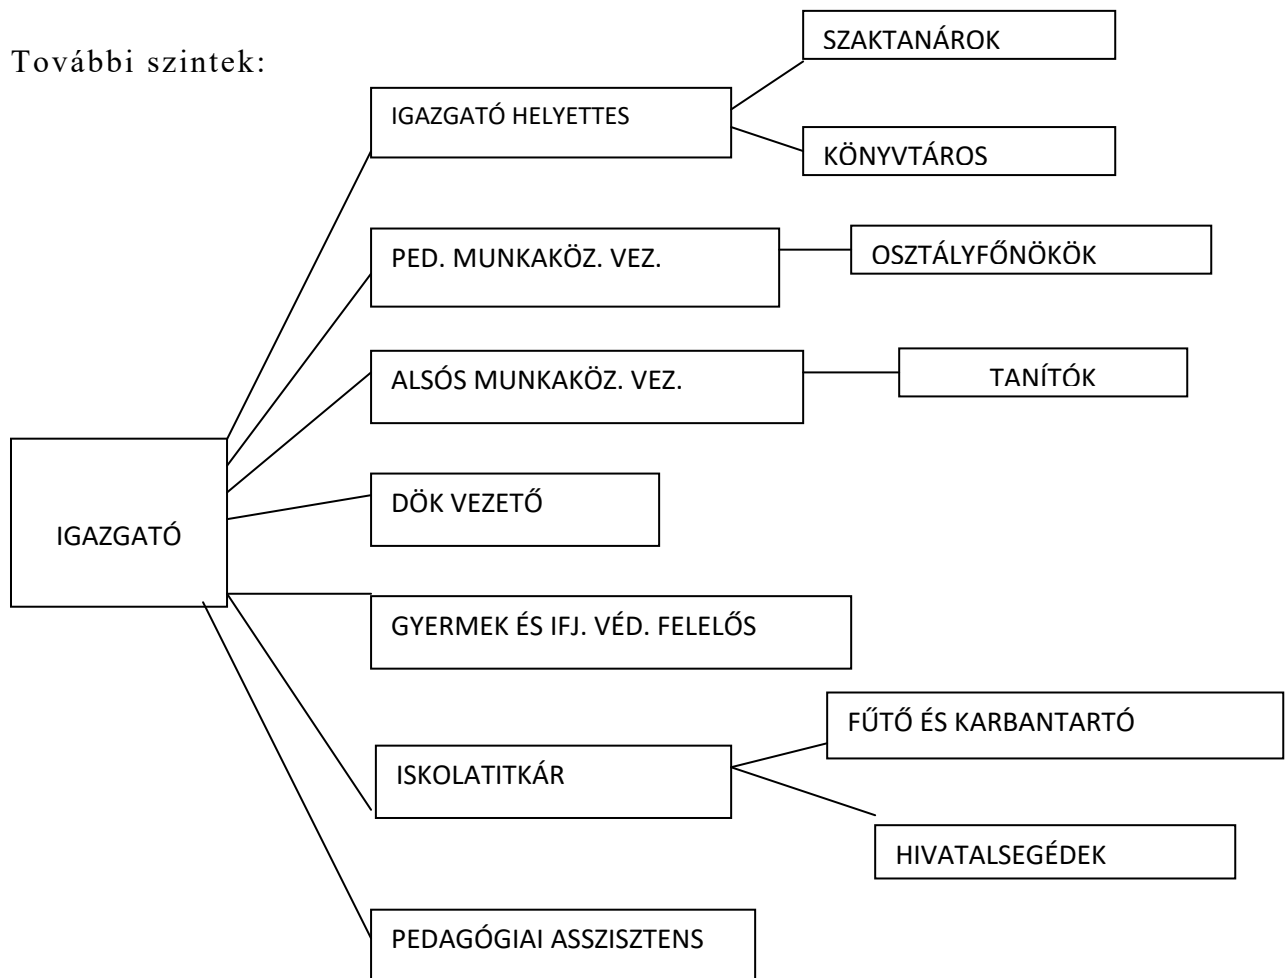 További szintek:
SZAKTANÁROK
IGAZGATÓ HELYETTES
KÖNYVTÁROS
PED. MUNKAKÖZ. VEZ.
OSZTÁLYFŐNÖKÖK
ALSÓS MUNKAKÖZ. VEZ.
TANÍTÓK
DÖK VEZETŐ
IGAZGATÓ
GYERMEK ÉS IFJ. VÉD. FELELŐS
FŰTŐ ÉS KARBANTARTÓ
ISKOLATITKÁR
HIVATALSEGÉDEK
PEDAGÓGIAI ASSZISZTENS